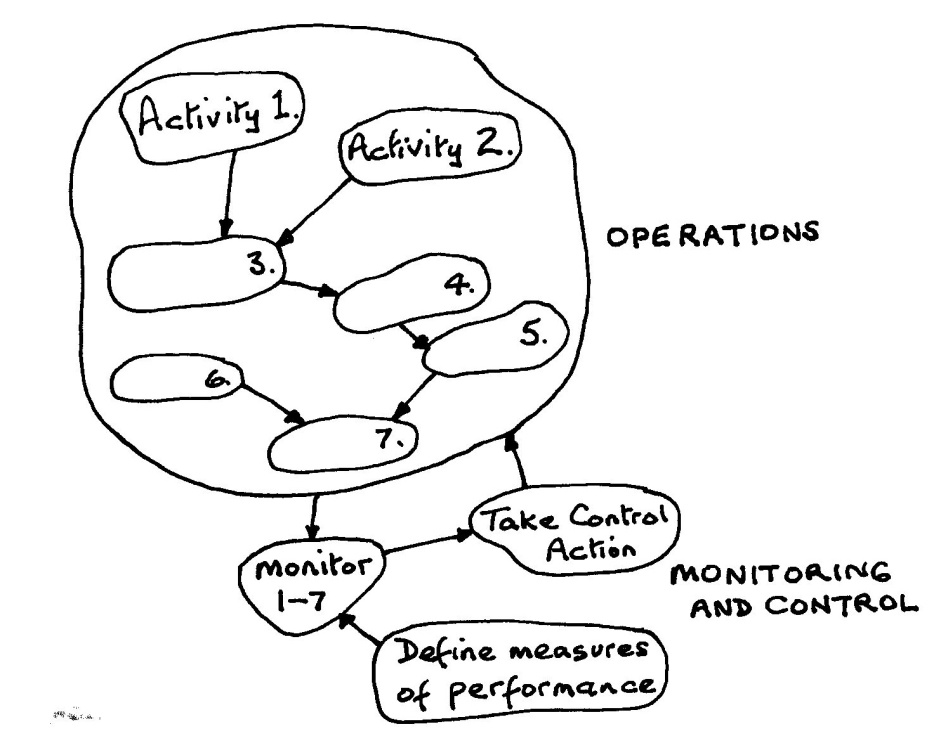 Activity 1.
Activity 2.
OPERATIONS
3.
4.
5.
6.
7.
Take Control
Action
monitor
1-7
MONITORING
AND CONTROL
Define measures
of performance